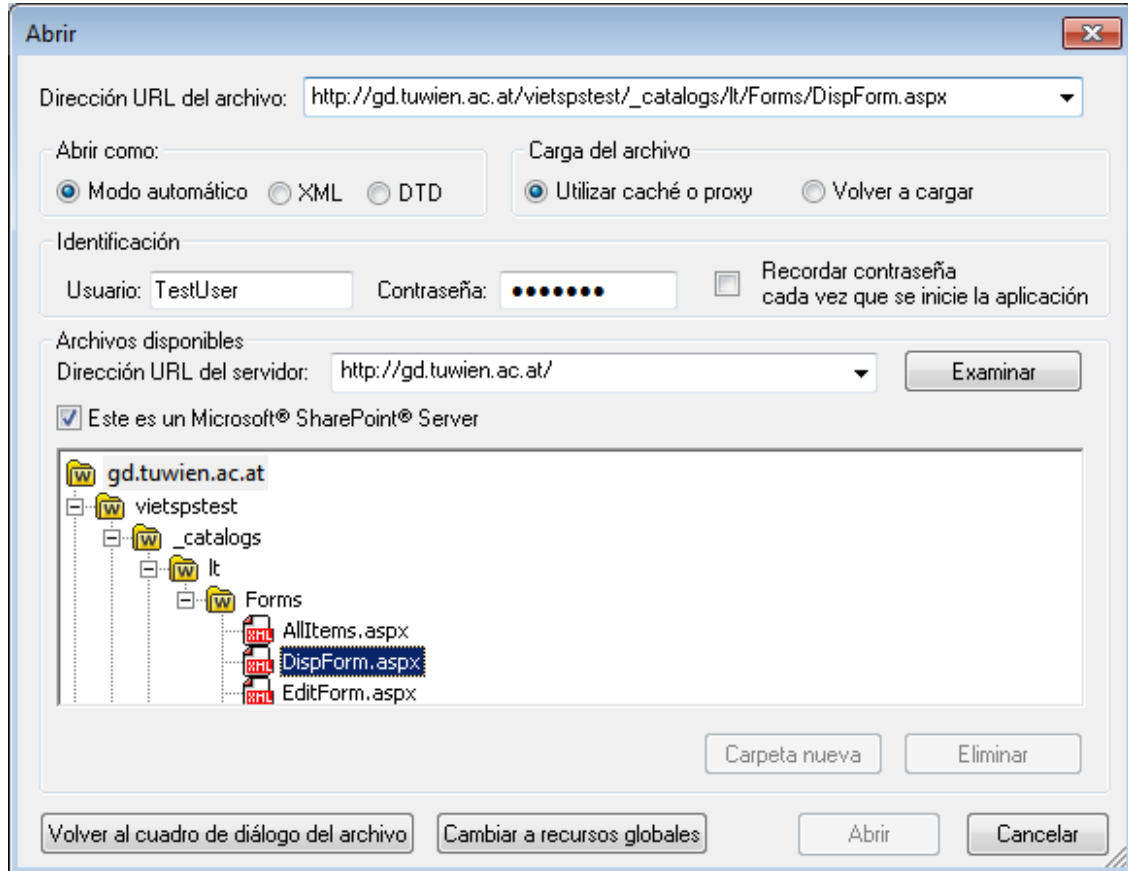 Abrir
Dirección URL del archivo: http://gd.tuwien.ac.at/vietspstest/_catalogs/lt/Forms/DispForm.aspx
Abrir como:
Modo automático XML DTD
Carga del archivo
Utilizar caché o proxy Volver a cargar
Identificación
Usuario: TestUser Contraseña: ●●●●●●●
Recordar contraseña
cada vez que se inicie la aplicación
Archivos disponibles
Dirección URL del servidor: http://gd.tuwien.ac.at/ Examinar
Este es un Microsoft® SharePoint® Server
gd.tuwien.ac.at
vietspstest
_catalogs
lt
Forms
AllItems.aspx
DispForm.aspx
EditForm.aspx
Carpeta nueva Eliminar
Volver al cuadro de diálogo del archivo Cambiar a recursos globales Abrir Cancelar